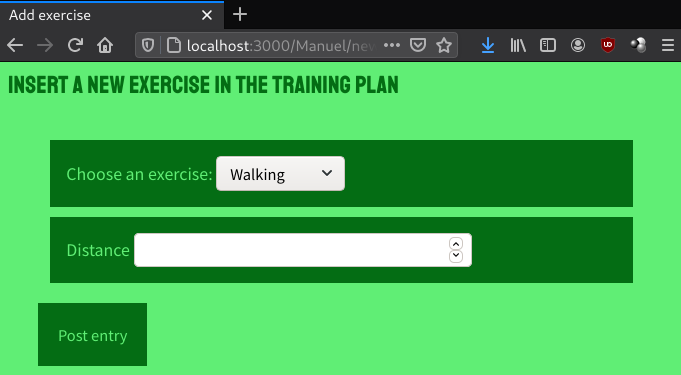 Add exercise
localhost:3000/Manuel/new
INSERT A NEW EXERCISE IN THE TRAINING PLAN
Choose an exercise: Walking
Distance
Post entry